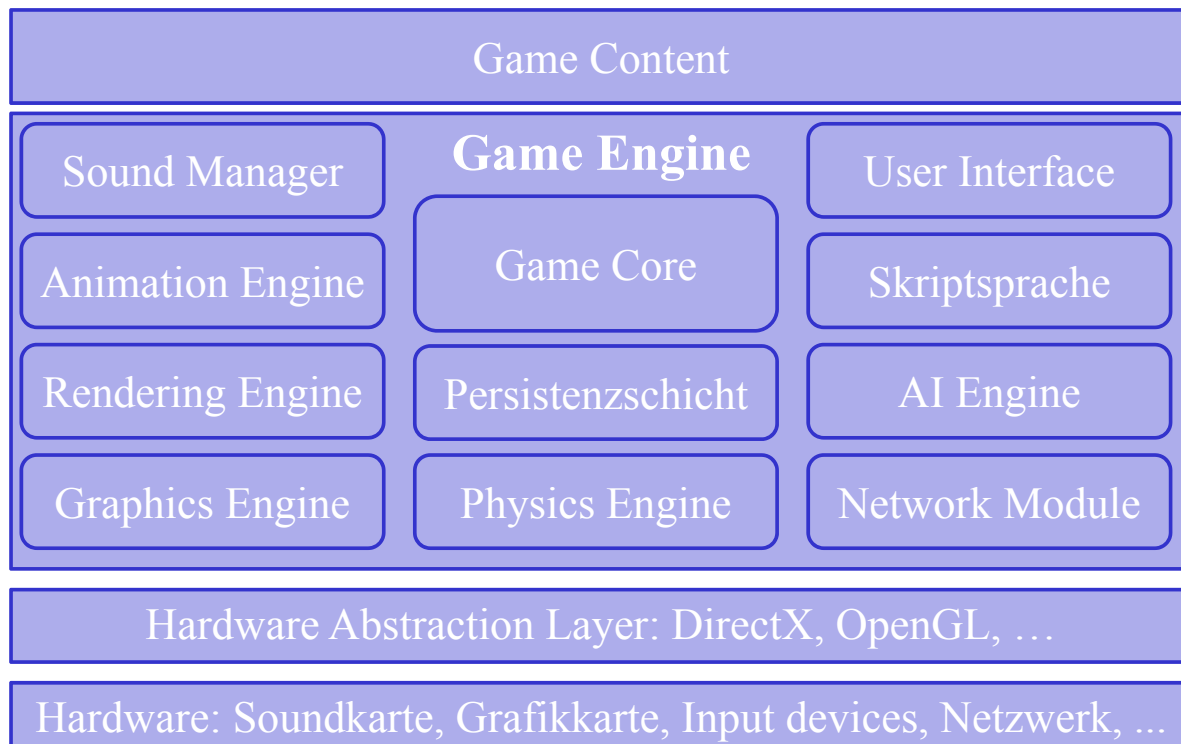 Game Content
Game Engine
Sound Manager
User Interface
Game Core
Animation Engine
Skriptsprache
Rendering Engine
Persistenzschicht
AI Engine
Graphics Engine
Physics Engine
Network Module
Hardware Abstraction Layer: DirectX, OpenGL, …
Hardware: Soundkarte, Grafikkarte, Input devices, Netzwerk, ...